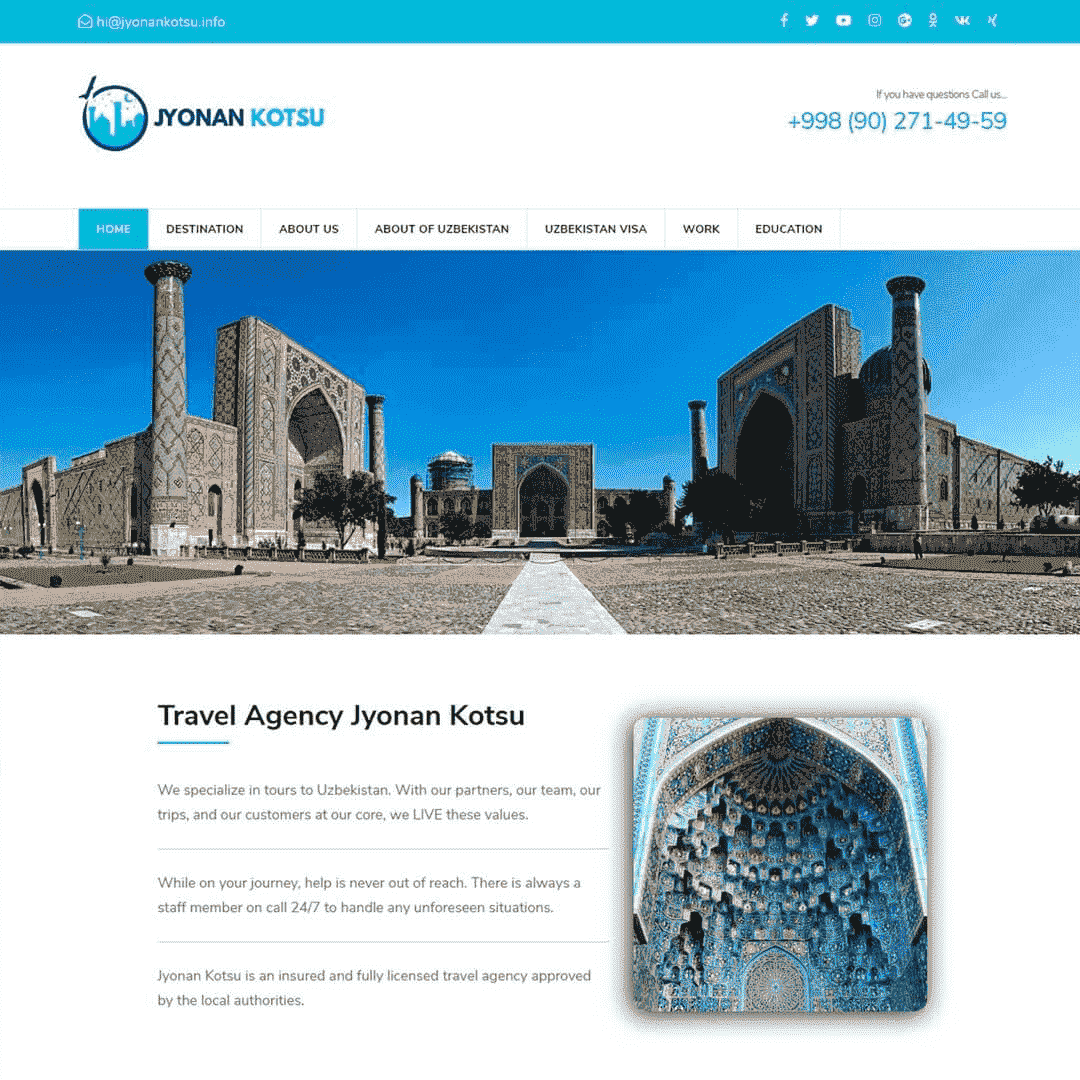 hi@jyonankotsu.info
JYONAN KOTSU
If you have questions Call us...
+998 (90) 271-49-59
HOME DESTINATION ABOUT US ABOUT OF UZBEKISTAN UZBEKISTAN VISA WORK EDUCATION
Travel Agency Jyonan Kotsu
We specialize in tours to Uzbekistan. With our partners, our team, our
trips, and our customers at our core, we LIVE these values.
While on your journey, help is never out of reach. There is always a
staff member on call 24/7 to handle any unforeseen situations.
Jyonan Kotsu is an insured and fully licensed travel agency approved
by the local authorities.